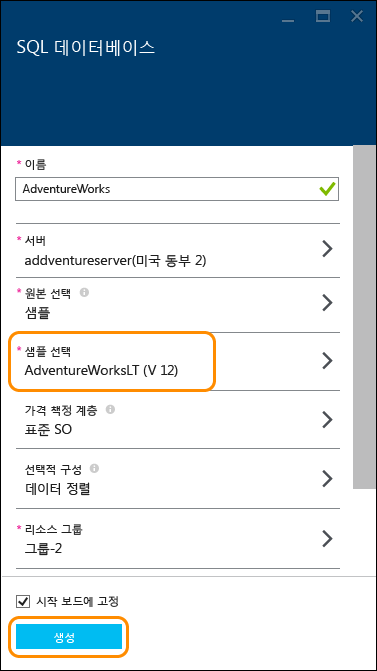 SQL 데이터베이스
* 이름
AdventureWorks
* 서버
addventureserver(미국 동부 2)
* 원본 선택
샘플
* 샘플 선택
AdventureWorksLT (V 12)
가격 책정 계층
표준 SO
선택적 구성
데이터 정렬
* 리소스 그룹
그룹-2
시작 보드에 고정
생성